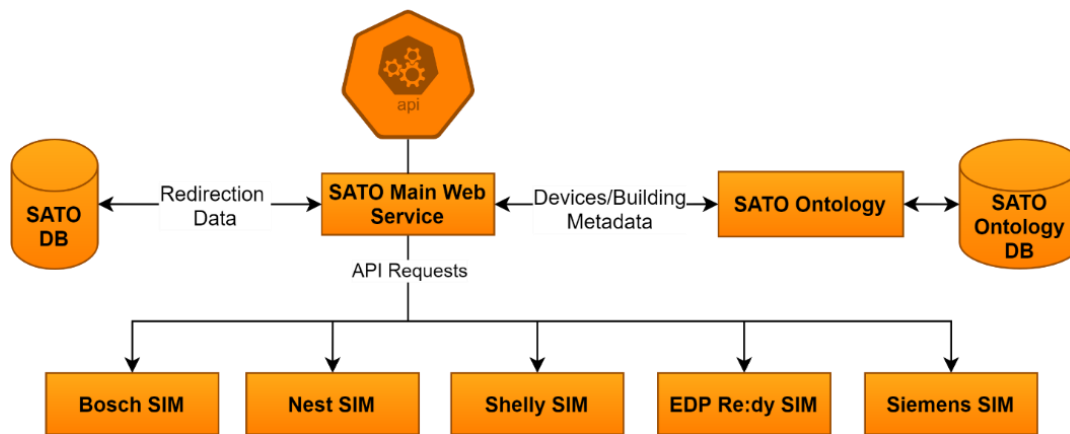 api
SATO
DB
Redirection
Data
SATO Main Web
Service
Devices/Building
Metadata
SATO Ontology
SATO
Ontology
DB
API Requests
Bosch SIM
Nest SIM
Shelly SIM
EDP Re:dy SIM
Siemens SIM